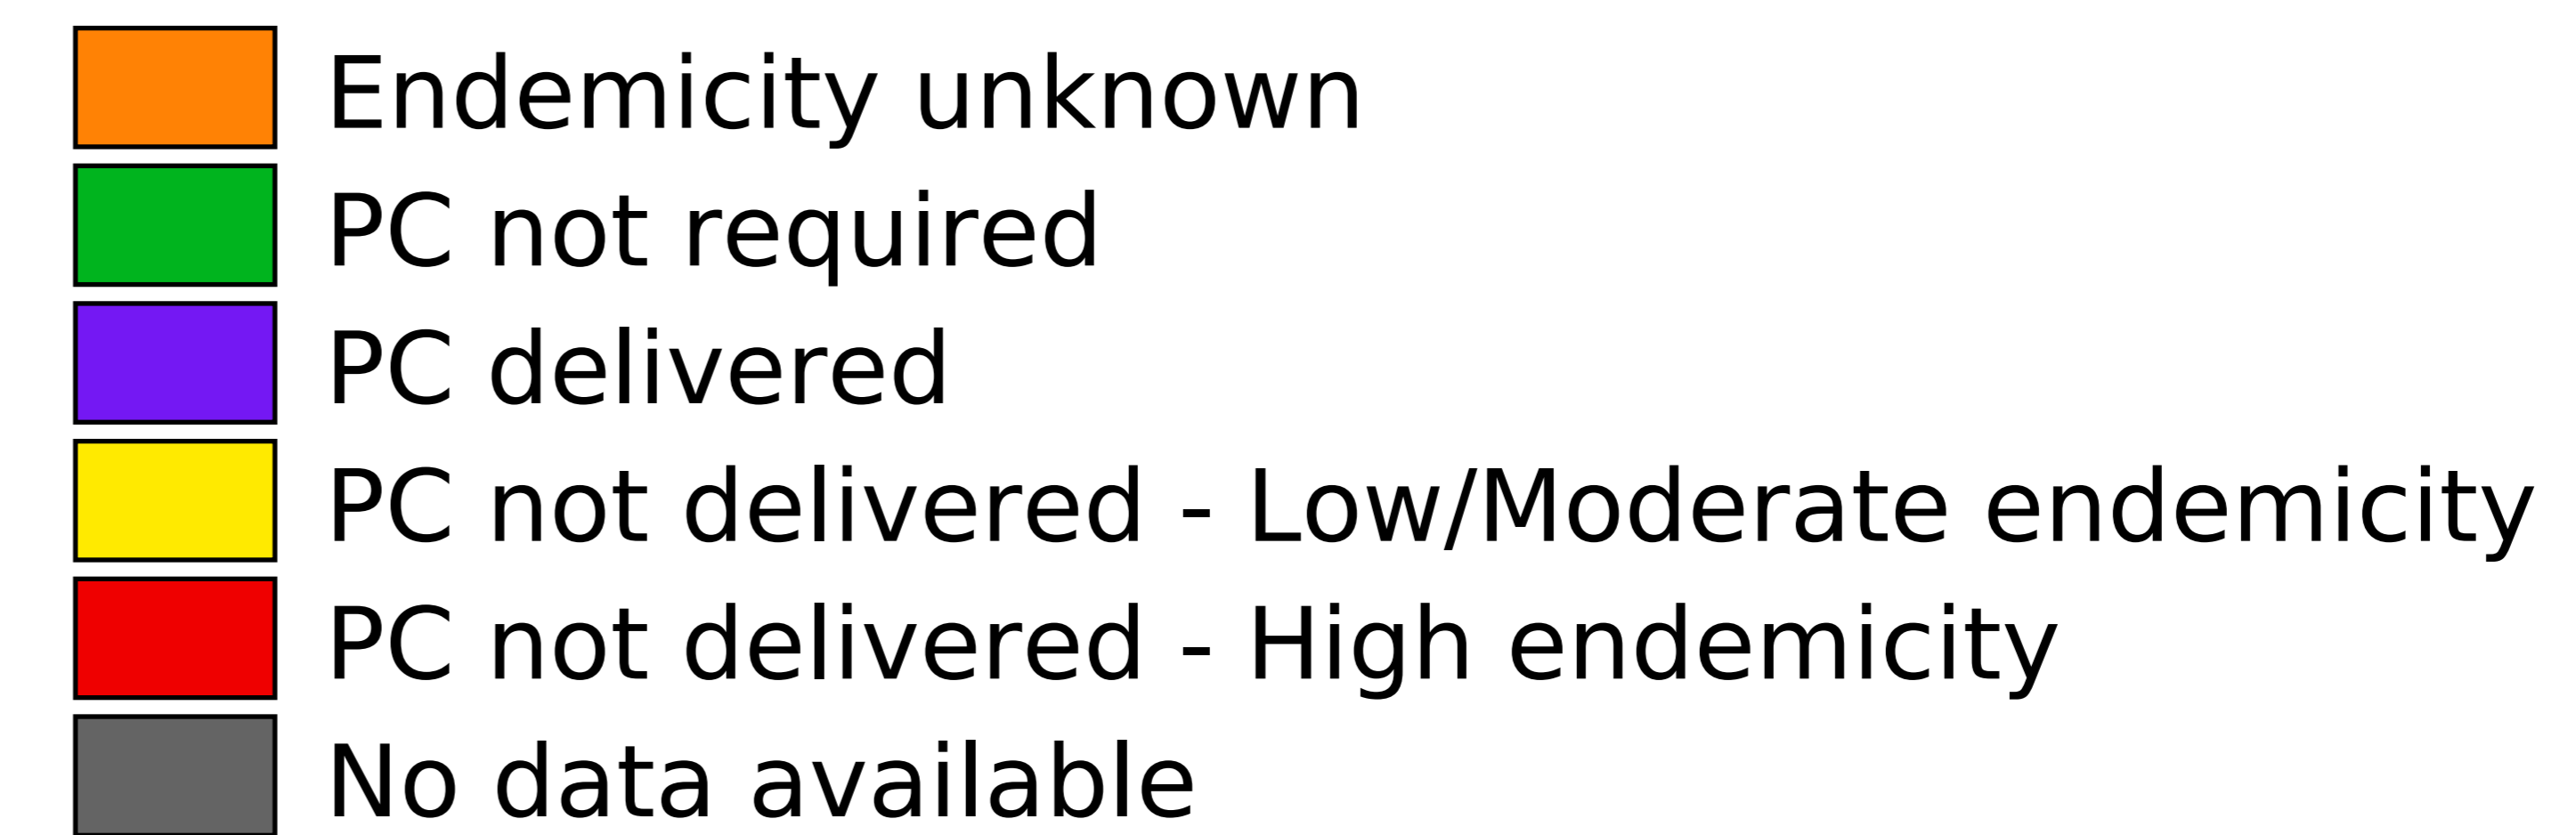 Endemicity unknown
PC not required
PC delivered
PC not delivered - Low/Moderate endemicity
PC not delivered - High endemicity
No data available